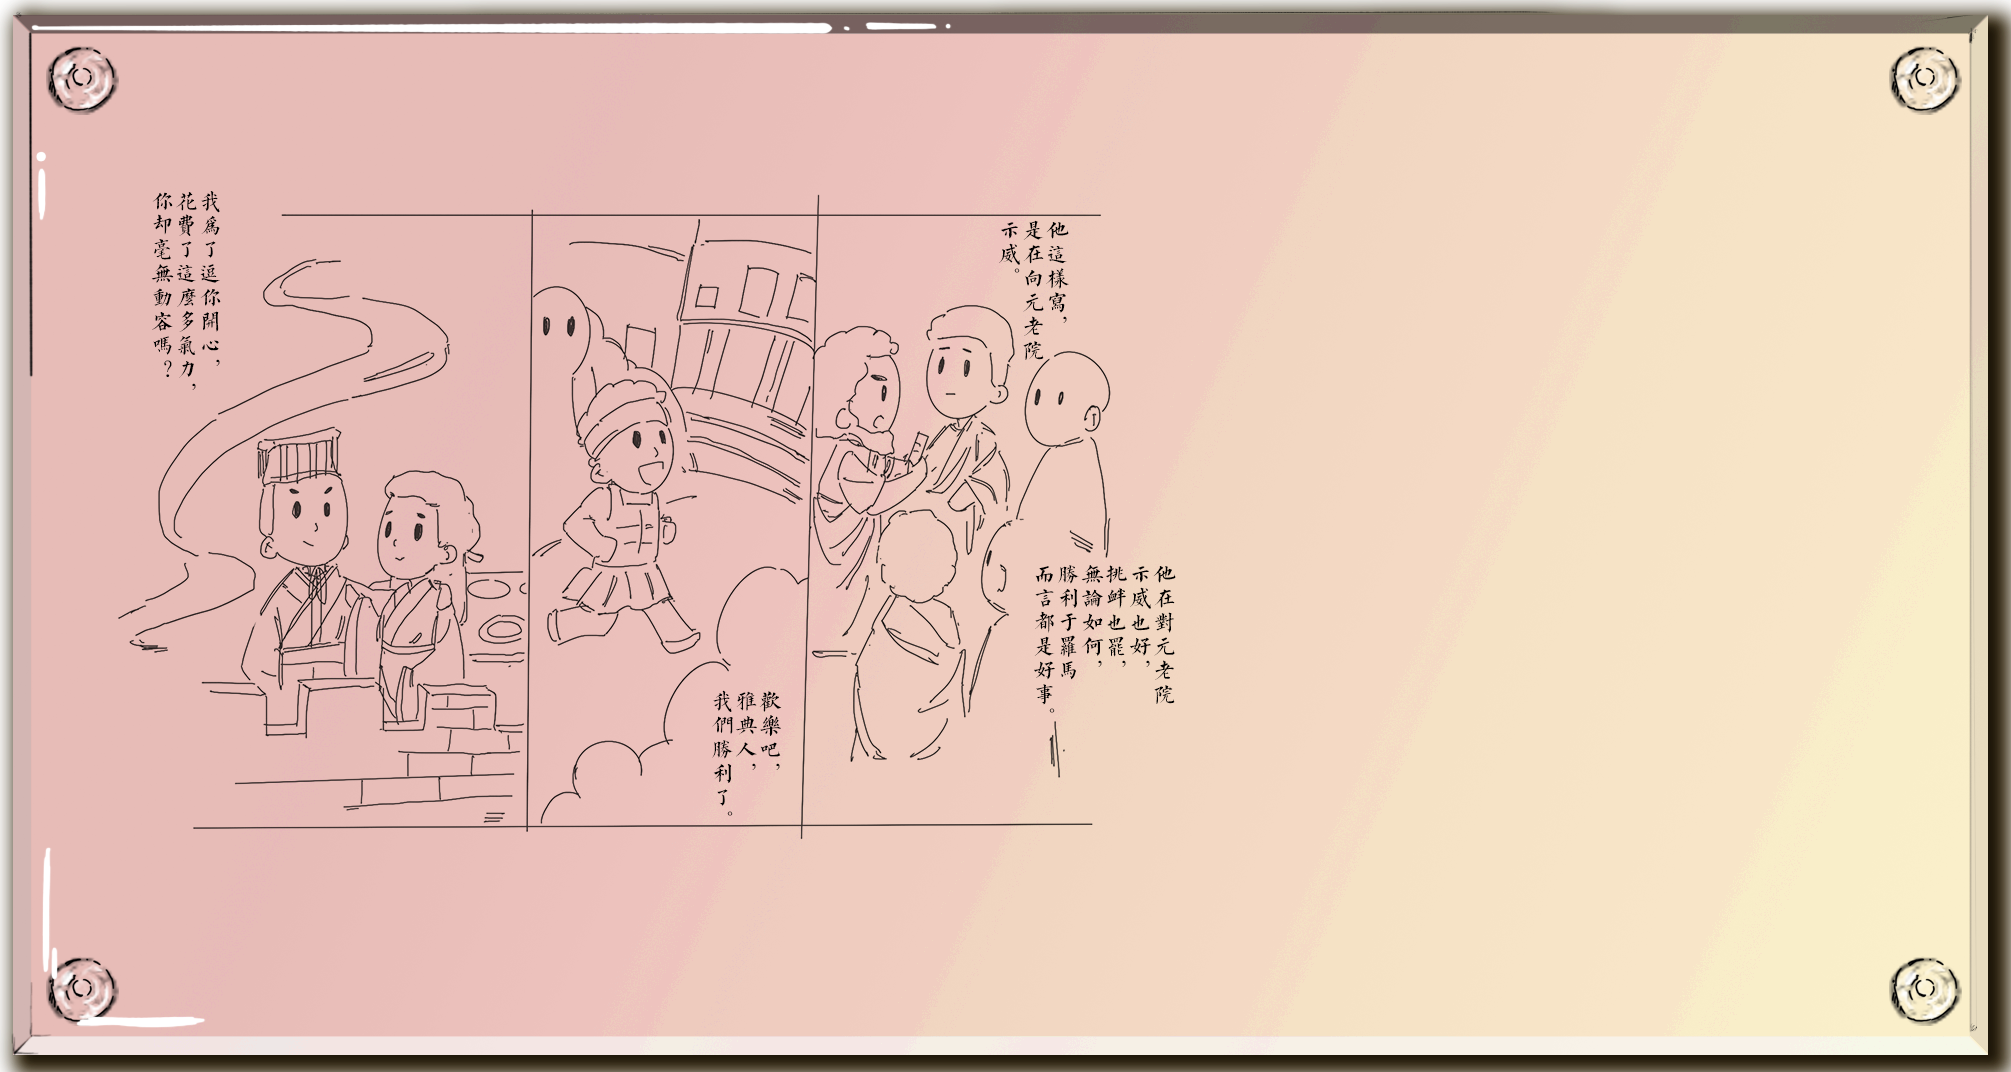 他這樣寫，
是在向元老院
示威。
他在對元老院
示威也好，
挑衅也罷，
無論如何，
勝利于羅馬
而言都是好事。
歡樂吧，
雅典人，
我們勝利了。
我爲了逗你開心，
花費了這麼多氣力，
你却毫無動容嗎？